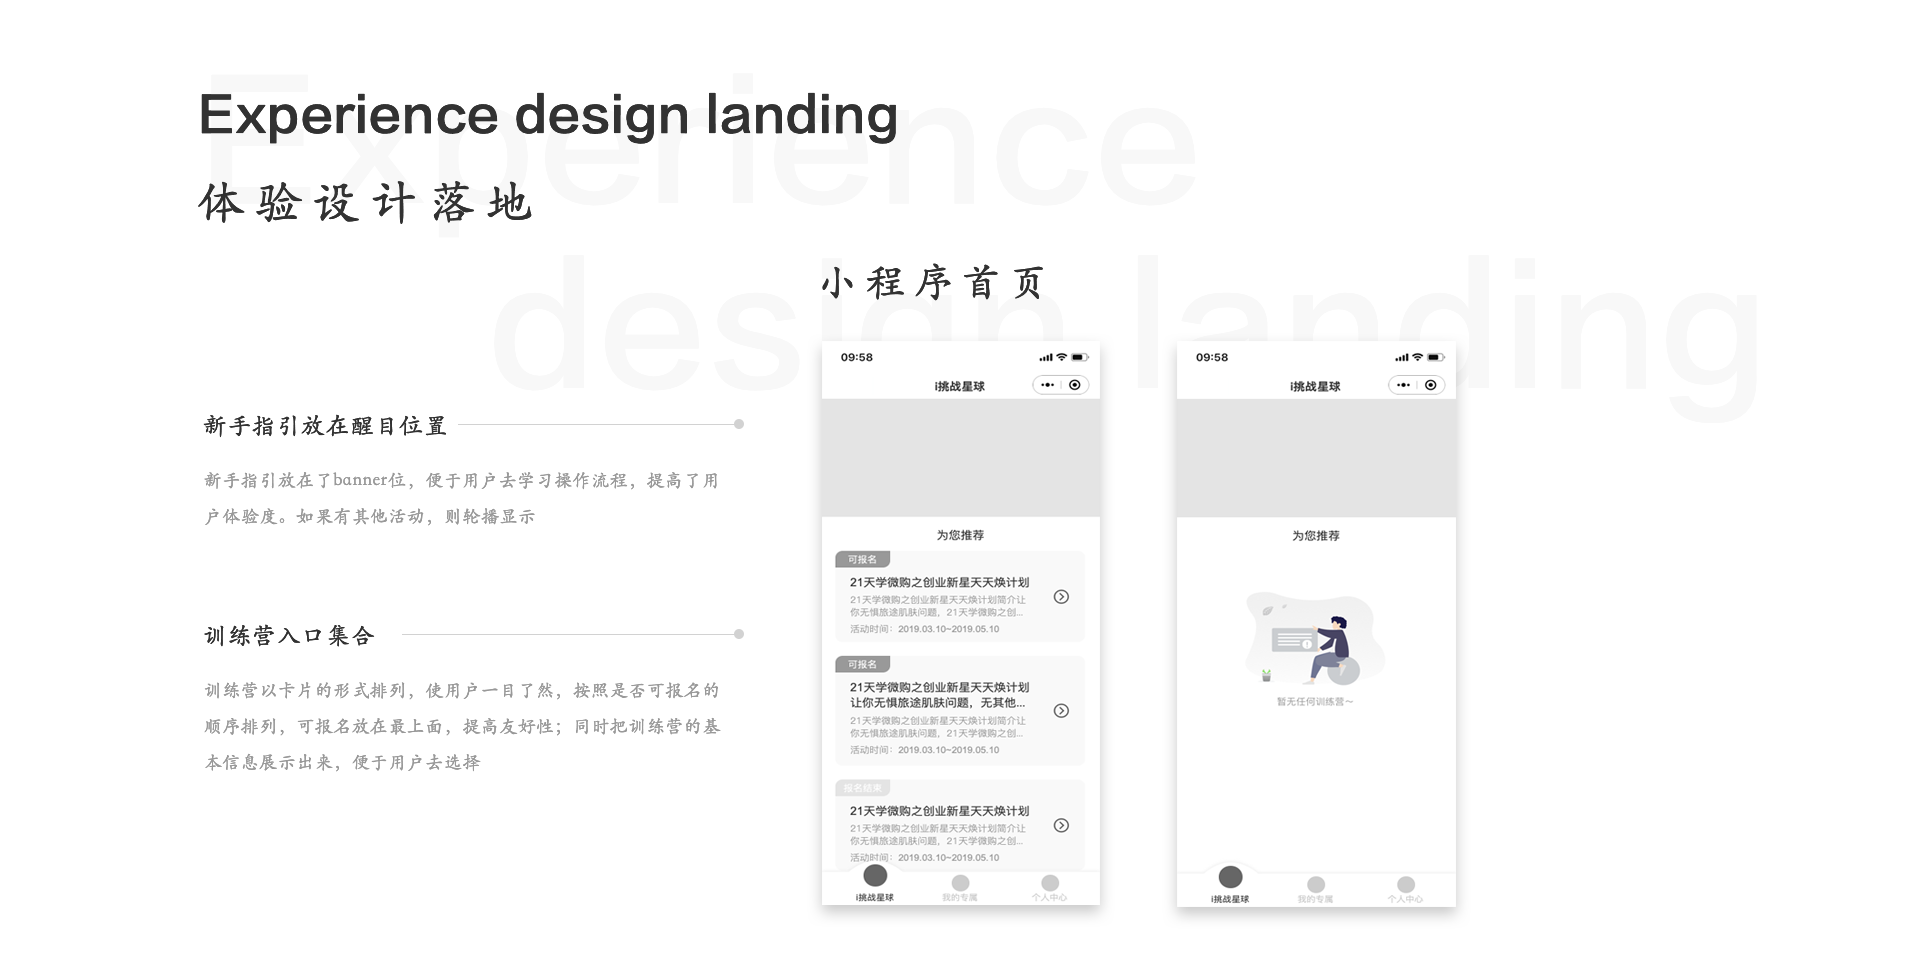 Experience design landing
Experience
design landing
体验设计落地
小程序首页
新手指引放在醒目位置
新手指引放在了banner位，便于用户去学习操作流程，提高了用
户体验度。如果有其他活动，则轮播显示
训练营入口集合
训练营以卡片的形式排列，使用户一目了然，按照是否可报名的
顺序排列，可报名放在最上面，提高友好性；同时把训练营的基
本信息展示出来，便于用户去选择
09:58
i挑战星球
为您推荐
可报名
21天学微购之创业新星天天焕计划
21天学微购之创业新星天天焕计划简介让
你无惧旅途肌肤问题，21天学微购之创...
活动时间：2019.03.10~2019.05.10
可报名
21天学微购之创业新星天天焕计划
让你无惧旅途肌肤问题，无其他...
21天学微购之创业新星天天焕计划简介让
你无惧旅途肌肤问题，21天学微购之创...
活动时间：2019.03.10~2019.05.10
报名结束
21天学微购之创业新星天天焕计划
21天学微购之创业新星天天焕计划简介让
你无惧旅途肌肤问题，21天学微购之创...
活动时间：2019.03.10~2019.05.10
i挑战星球
我的专属
个人中心
09:58
i挑战星球
为您推荐
暂无任何训练营～
i挑战星球
我的专属
个人中心